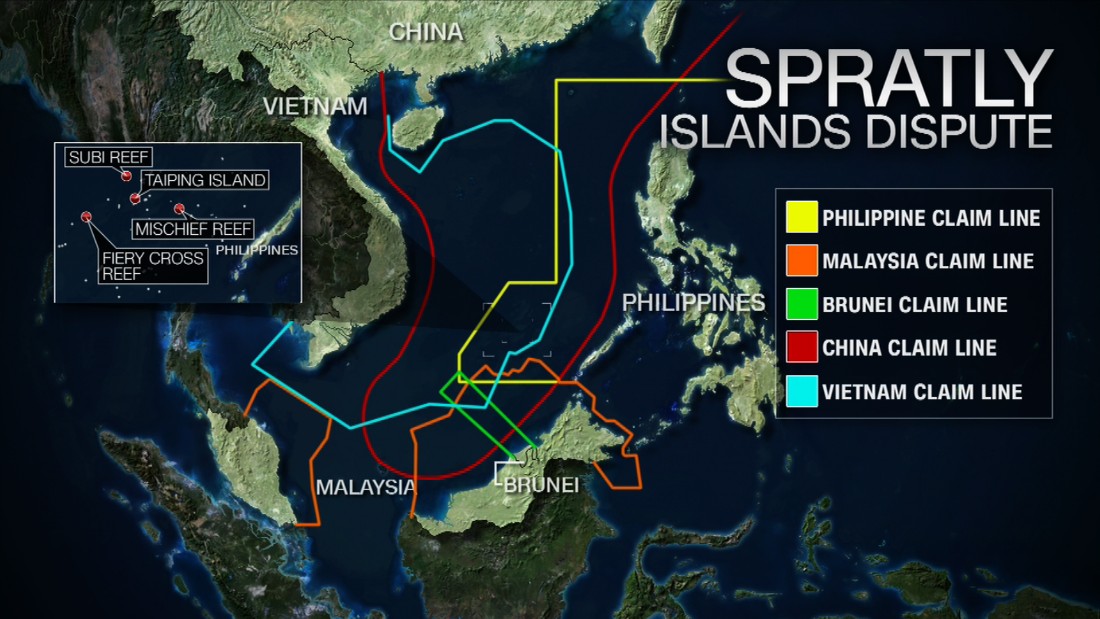 SPRATLY
ISLANDS DISPUTE
CHINA
VIETNAM
SUBI REEF
TAIPING ISLAND
MISCHIEF REEF
PHILIPPINES
FIERY CROSS
REEF
PHILIPPINES
MALAYSIA
BRUNEI
PHILIPPINE CLAIM LINE
MALAYSIA CLAIM LINE
BRUNEI CLAIM LINE
CHINA CLAIM LINE
VIETNAM CLAIM LINE